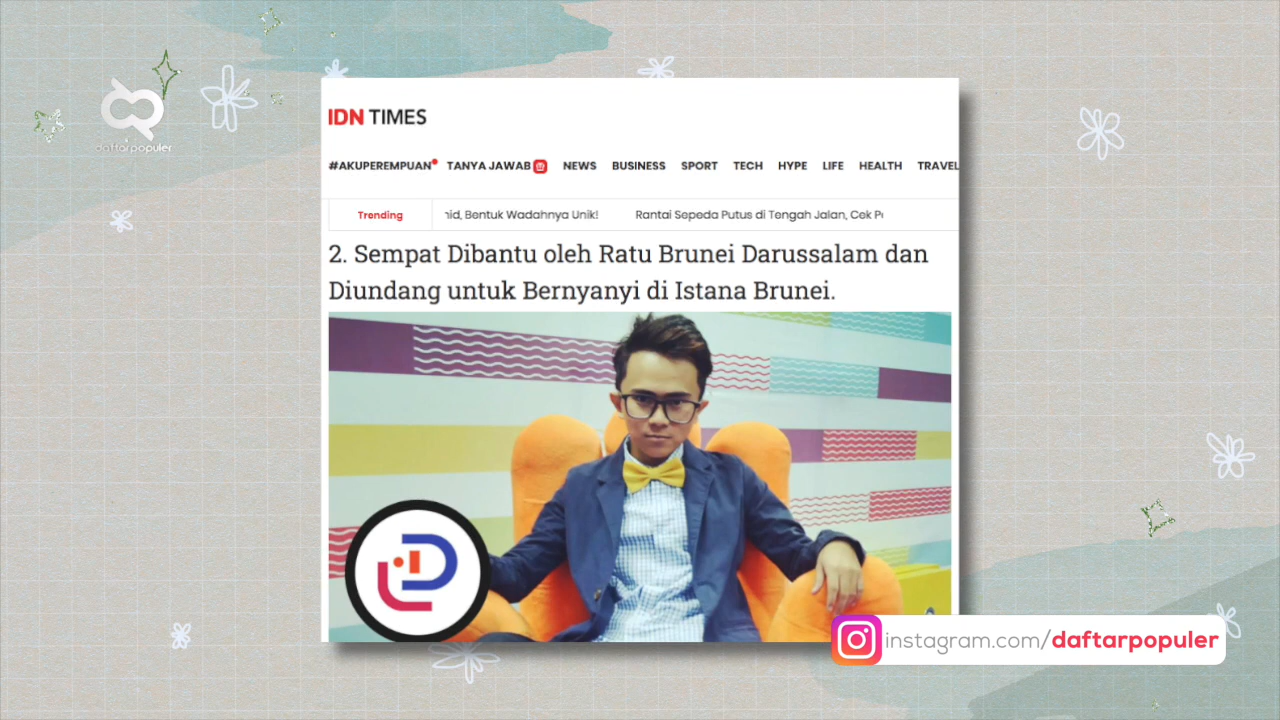 daftarpopuler
IDN TIMES
#AKUPEREMPUAN TANYA JAWAB NEWS BUSINESS SPORT TECH HYPE LIFE HEALTH TRAVEL
Trending nid, Bentuk Wadahnya Unik! Rantai Sepeda Putus di Tengah Jalan, Cek
2. Sempat Dibantu oleh Ratu Brunei Darussalam dan
Diundang untuk Bernyanyi di Istana Brunei.
instagram.com/daftarpopuler